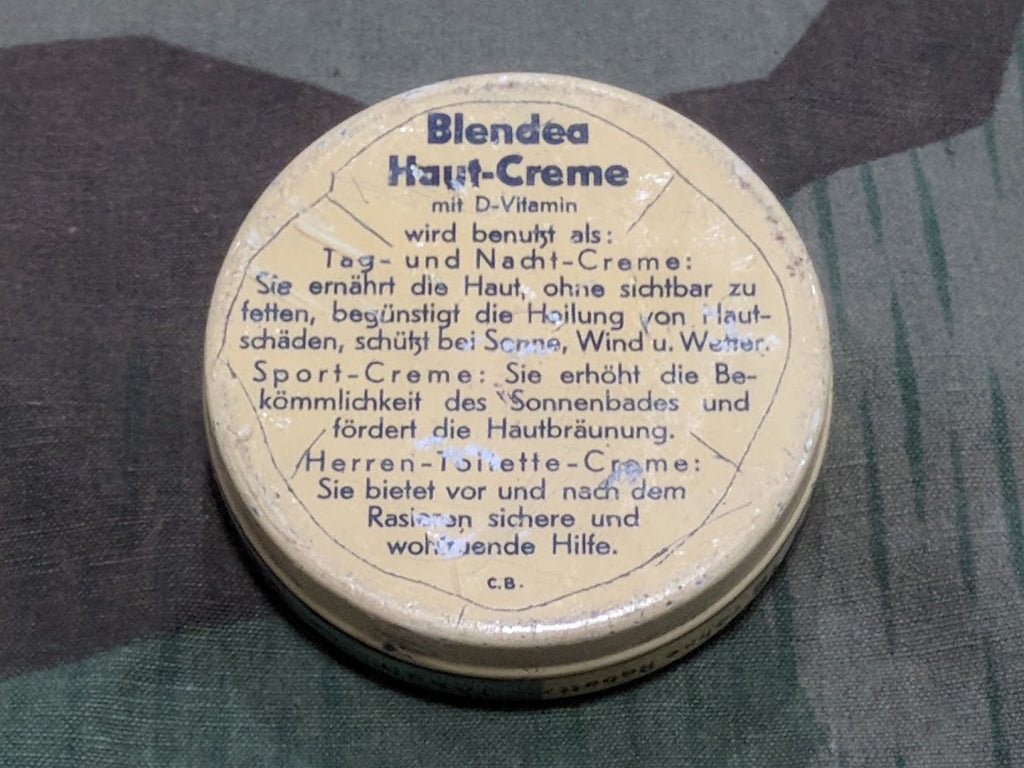 Blendea
Haut-Creme
mit D-Vitamin
wird benutzt als:
Tag- und Nacht-Creme:
Sie ernährt die Haut, ohne sichtbar zu
fetten, begünstigt die Heilung von Haut-
schäden, schützt bei Sonne, Wind u. Wetter.
Sport-Creme: Sie erhöht die Be-
kömmlichkeit des Sonnenbades und
fördert die Hautbräunung.
Herren-Toilette-Creme:
Sie bietet vor und nach dem
Rasieren sichere und
wohltuende Hilfe.
C.B.